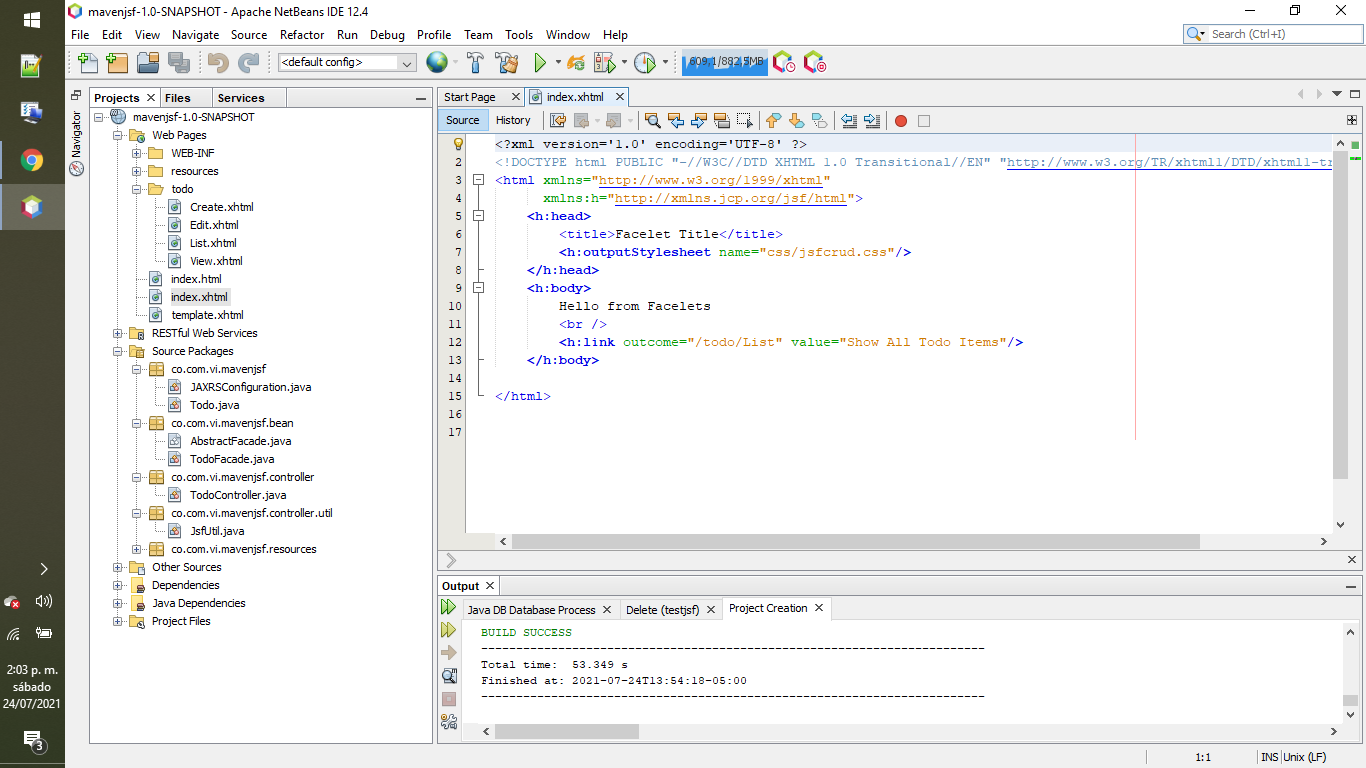 mavenjsf-1.0-SNAPSHOT - Apache NetBeans IDE 12.4
File Edit View Navigate Source Refactor Run Debug Profile Team Tools Window Help
Search (Ctrl+I)
<default config>
609,1/882,5MB
Projects Files Services
Navigator
mavenjsf-1.0-SNAPSHOT
Web Pages
WEB-INF
resources
todo
Create.xhtml
Edit.xhtml
List.xhtml
View.xhtml
index.html
index.xhtml
template.xhtml
RESTful Web Services
Source Packages
co.com.vi.mavenjsf
JAXRSConfiguration.java
Todo.java
co.com.vi.mavenjsf.bean
AbstractFacade.java
TodoFacade.java
co.com.vi.mavenjsf.controller
TodoController.java
co.com.vi.mavenjsf.controller.util
JsfUtil.java
co.com.vi.mavenjsf.resources
Other Sources
Dependencies
Java Dependencies
Project Files
Start Page index.xhtml
Source History
<?xml version='1.0' encoding='UTF-8' ?>
2 <!DOCTYPE html PUBLIC "-//W3C//DTD XHTML 1.0 Transitional//EN" "http://www.w3.org/TR/xhtml1/DTD/xhtml1-tr
3 <html xmlns="http://www.w3.org/1999/xhtml"
4 xmlns:h="http://xmlns.jcp.org/jsf/html">
5 <h:head>
6 <title>Facelet Title</title>
7 <h:outputStylesheet name="css/jsfcrud.css"/>
8 </h:head>
9 <h:body>
10 Hello from Facelets
11 <br />
12 <h:link outcome="/todo/List" value="Show All Todo Items"/>
13 </h:body>
14
15 </html>
16
17
Output
Java DB Database Process Delete (testjsf) Project Creation
BUILD SUCCESS
------------------------------------------------------------------------
Total time: 53.349 s
Finished at: 2021-07-24T13:54:18-05:00
------------------------------------------------------------------------
1:1 INS Unix (LF)
2:03 p. m.
sábado
24/07/2021
3